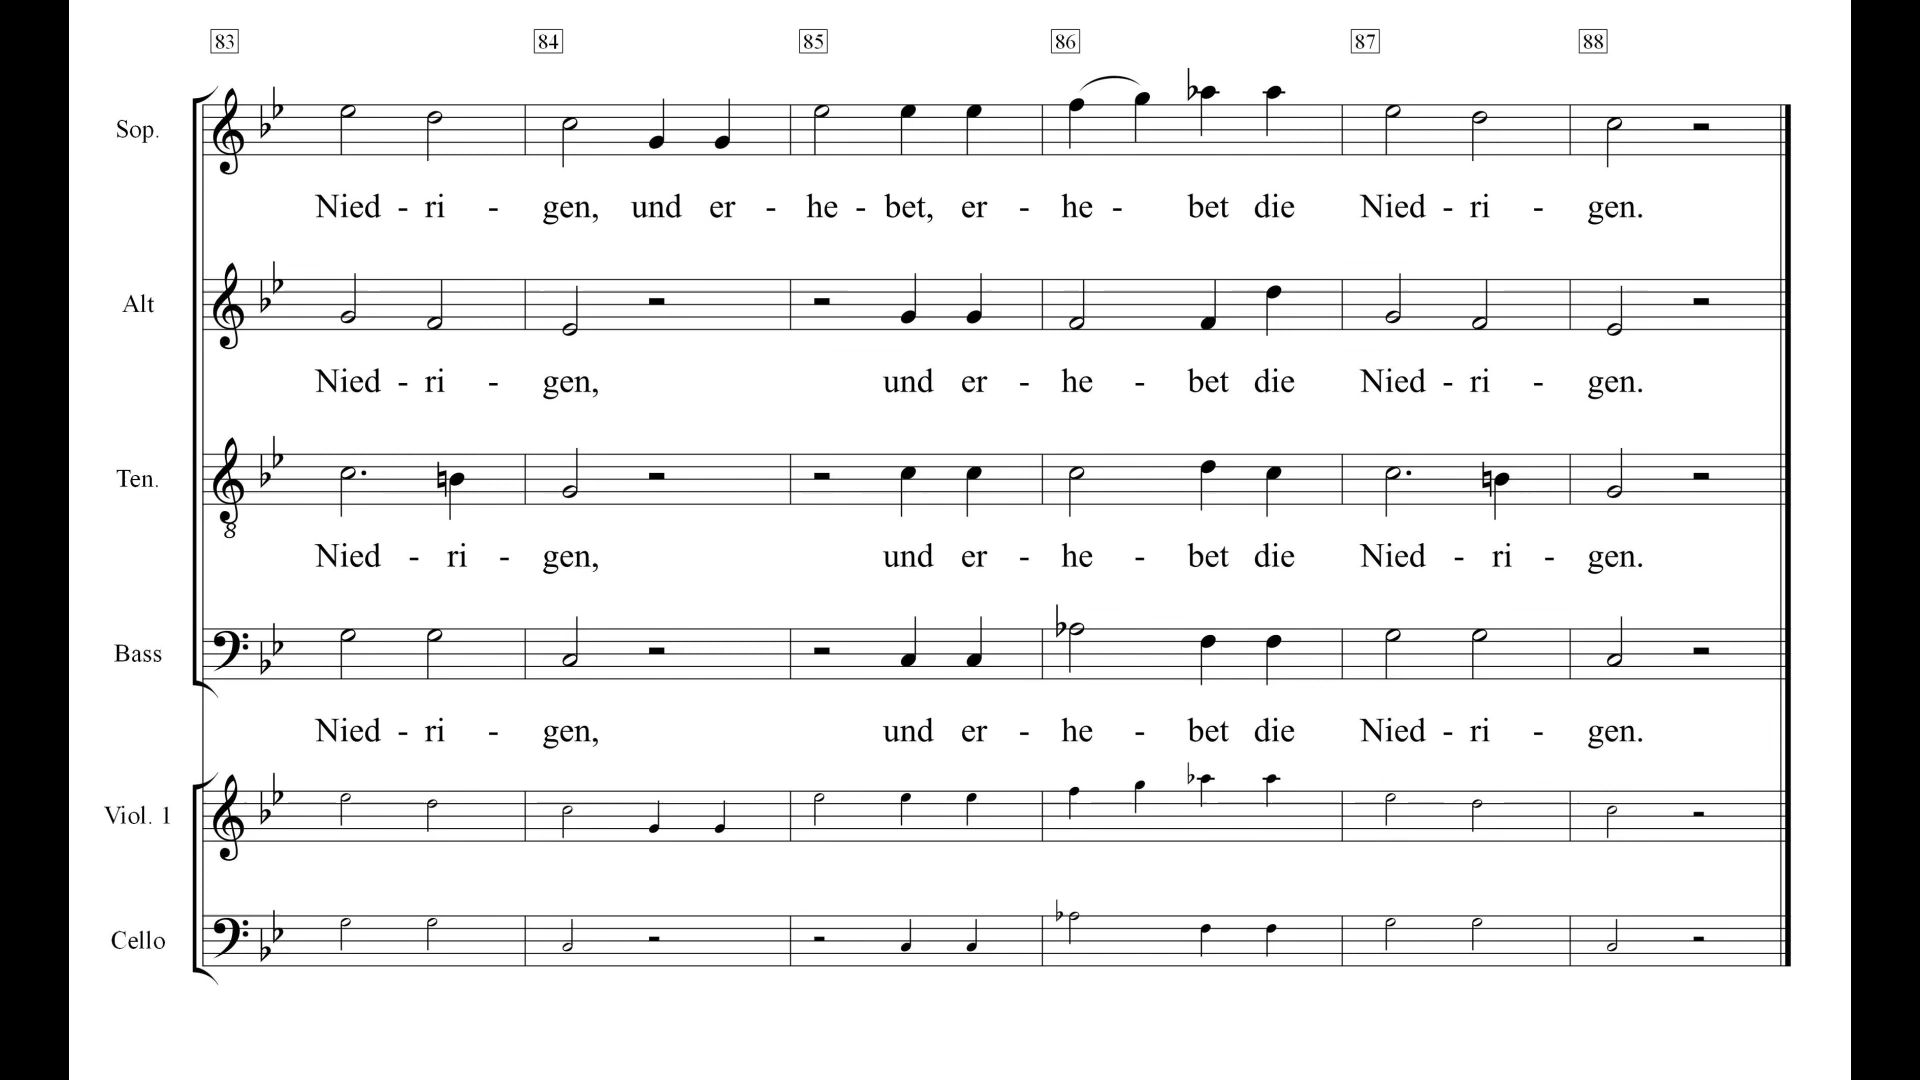 83 84 85 86 87 88
Sop.
Nied - ri - gen, und er - he - bet, er - he - bet die Nied - ri - gen.
Alt
Nied - ri - gen, und er - he - bet die Nied - ri - gen.
Ten.
8
Nied - ri - gen, und er - he - bet die Nied - ri - gen.
Bass
Nied - ri - gen, und er - he - bet die Nied - ri - gen.
Viol. 1
Cello